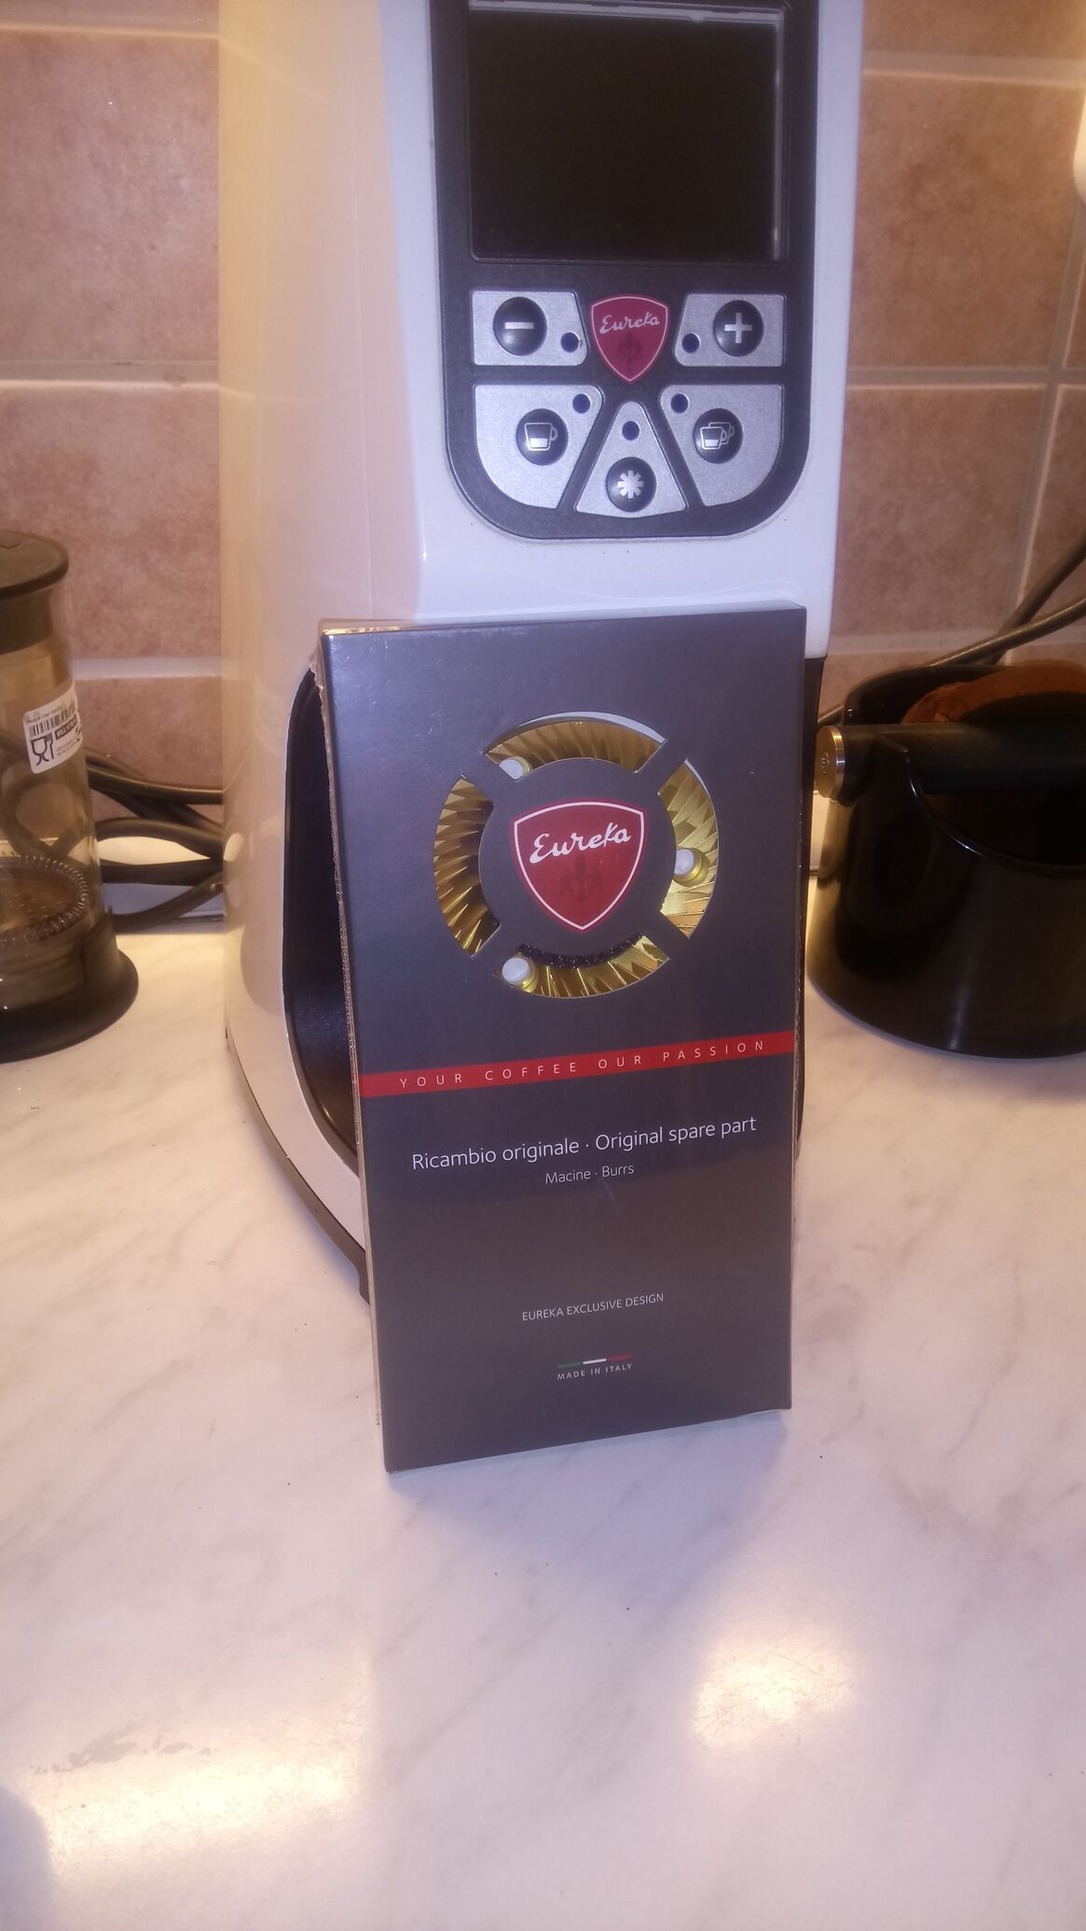 Eureka
Eureka
YOUR COFFEE OUR PASSION
Ricambio originale · Original spare part
Macine · Burrs
EUREKA EXCLUSIVE DESIGN
MADE IN ITALY